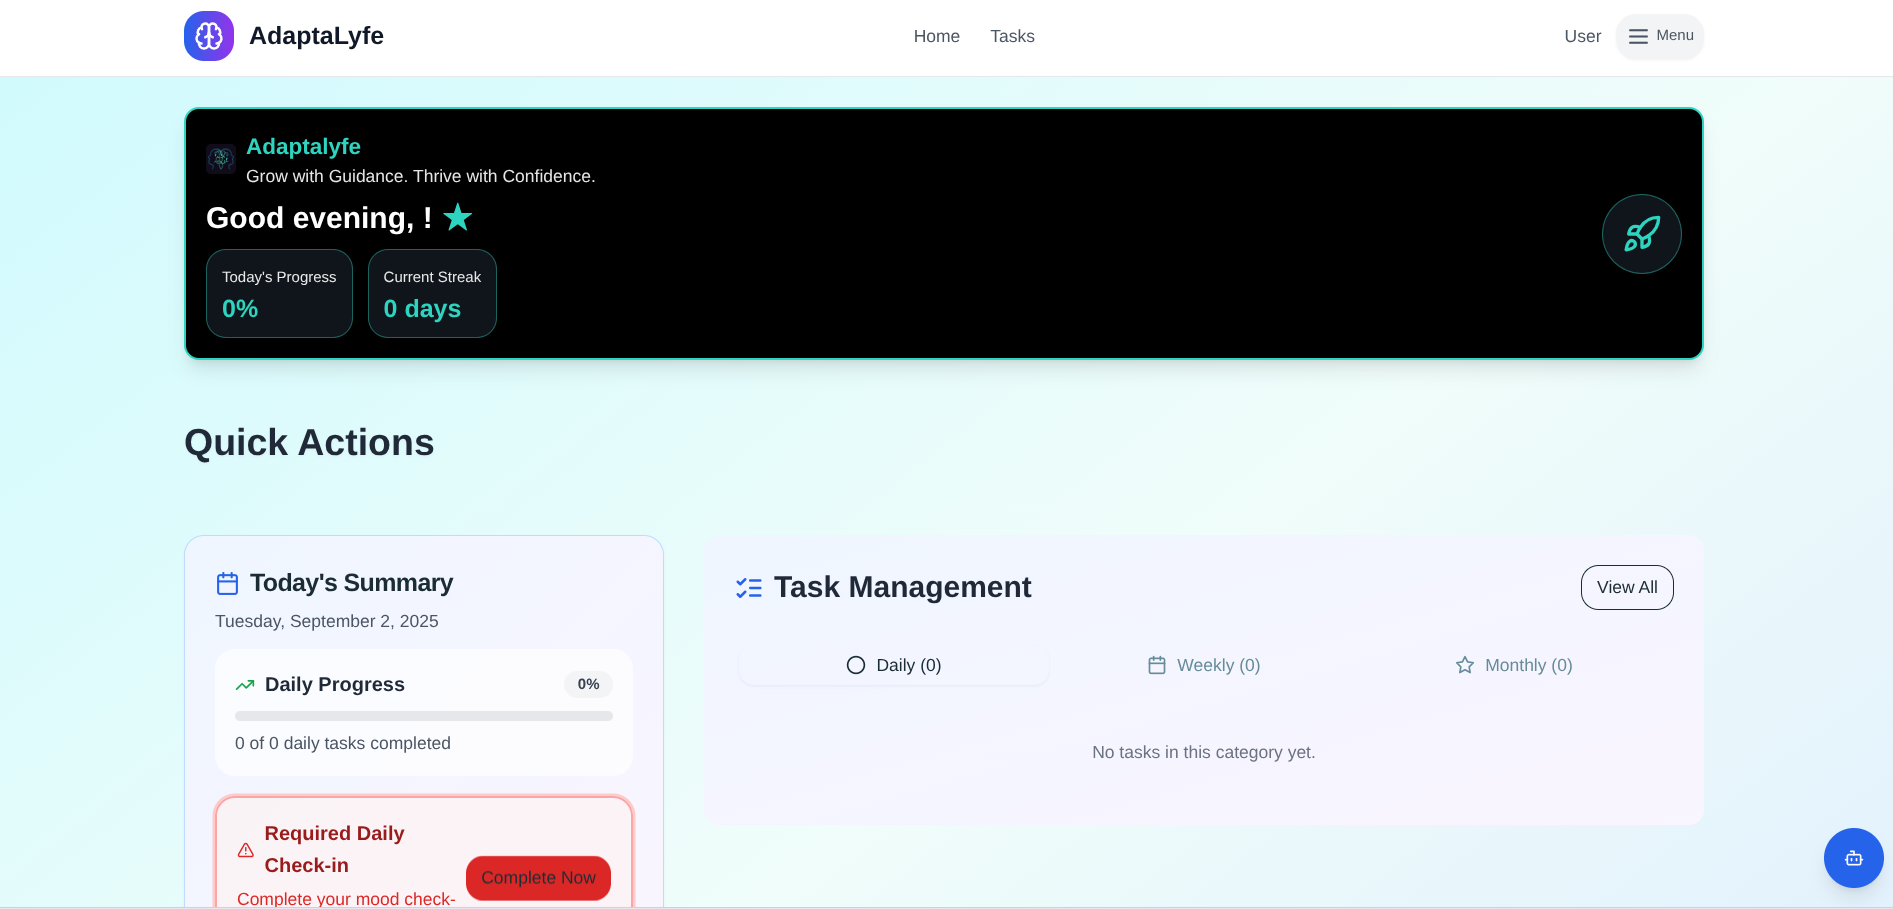 AdaptaLyfe
Home
Tasks
User
Menu
Adaptalyfe
Grow with Guidance. Thrive with Confidence.
Good evening, !
Today's Progress
0%
Current Streak
0 days
Quick Actions
Today's Summary
Tuesday, September 2, 2025
Daily Progress
0%
0 of 0 daily tasks completed
Required Daily
Check-in
Complete your mood check-
Complete Now
Task Management
View All
Daily (0)
Weekly (0)
Monthly (0)
No tasks in this category yet.